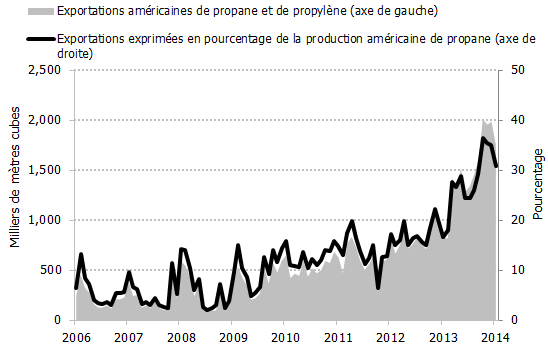 Exportations américaines de propane et de propylène (axe de gauche)
Exportations exprimées en pourcentage de la production américaine de propane (axe de
droite)
2,500
2,000
1,500
1,000
500
0
Milliers de mètres cubes
50
40
30
20
10
0
Pourcentage
2006 2007 2008 2009 2010 2011 2012 2013 2014